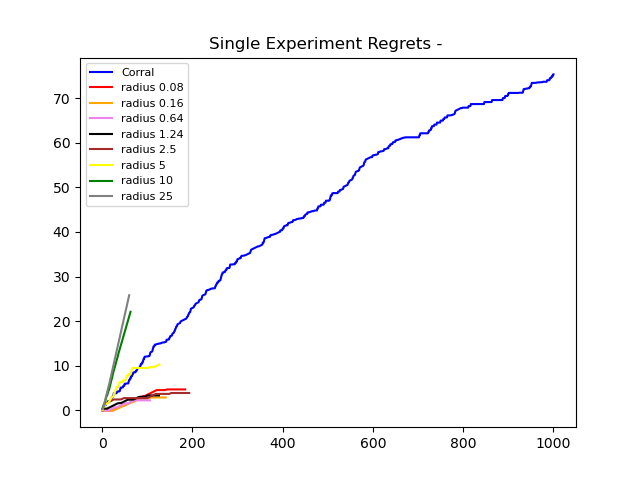 Single Experiment Regrets -
Corral
radius 0.08
radius 0.16
radius 0.64
radius 1.24
radius 2.5
radius 5
radius 10
radius 25
70
60
50
40
30
20
10
0
0 200 400 600 800 1000